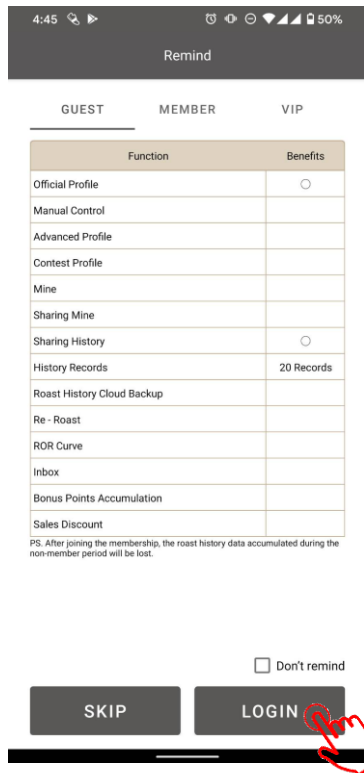 4:45 50%
Remind
GUEST MEMBER VIP
Function Benefits
Official Profile ○
Manual Control
Advanced Profile
Contest Profile
Mine
Sharing Mine
Sharing History ○
History Records 20 Records
Roast History Cloud Backup
Re - Roast
ROR Curve
Inbox
Bonus Points Accumulation
Sales Discount
PS. After joining the membership, the roast history data accumulated during the
non-member period will be lost.
Don't remind
SKIP LOGIN